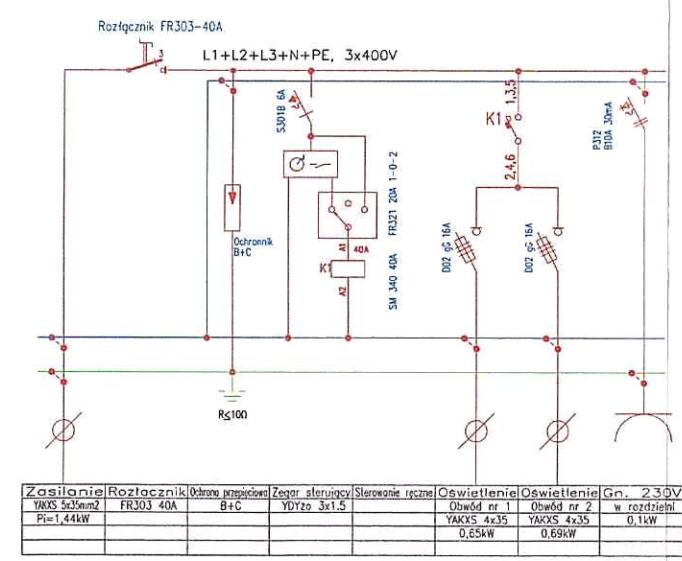 Rozłącznik FR303-40A
3
L1+L2+L3+N+PE, 3x400V
S301B 6A
1,3,5
K1
2,4,6
P312
B10A 30mA
FR321 20A 1-0-2
Ochronnik
B+C
A1
40A
K1
A2
SM 340 40A
D02 gG 16A
D02 gG 16A
R≤10Ω
Zasilanie Rozłacznik Ochrona przepięciowa Zegar sterujący Sterowanie ręczne Oświetlenie Oświetlenie Gn. 230V
YAKXS 5x35mm2 FR303 40A B+C YDYżo 3x1.5 Obwód nr 1 Obwód nr 2 w rozdzielni
Pi=1,44kW YAKXS 4x35 YAKXS 4x35 0,1kW
0,65kW 0,69kW